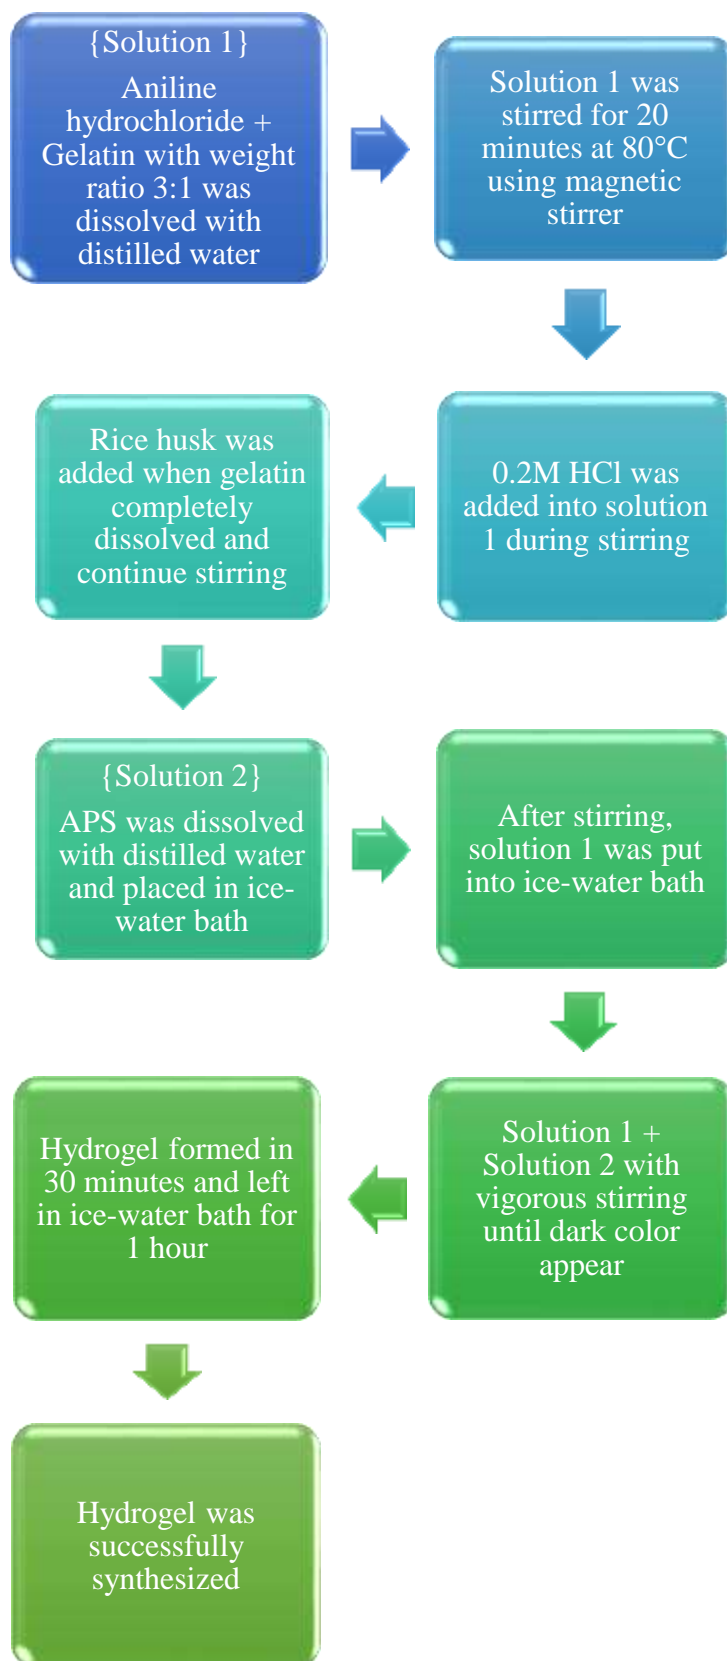 {Solution 1}
Aniline
hydrochloride +
Gelatin with weight
ratio 3:1 was
dissolved with
distilled water
Solution 1 was
stirred for 20
minutes at 80°C
using magnetic
stirrer
0.2M HCl was
added into solution
1 during stirring
Rice husk was
added when gelatin
completely
dissolved and
continue stirring
{Solution 2}
APS was dissolved
with distilled water
and placed in ice-
water bath
After stirring,
solution 1 was put
into ice-water bath
Solution 1 +
Solution 2 with
vigorous stirring
until dark color
appear
Hydrogel formed in
30 minutes and left
in ice-water bath for
1 hour
Hydrogel was
successfully
synthesized